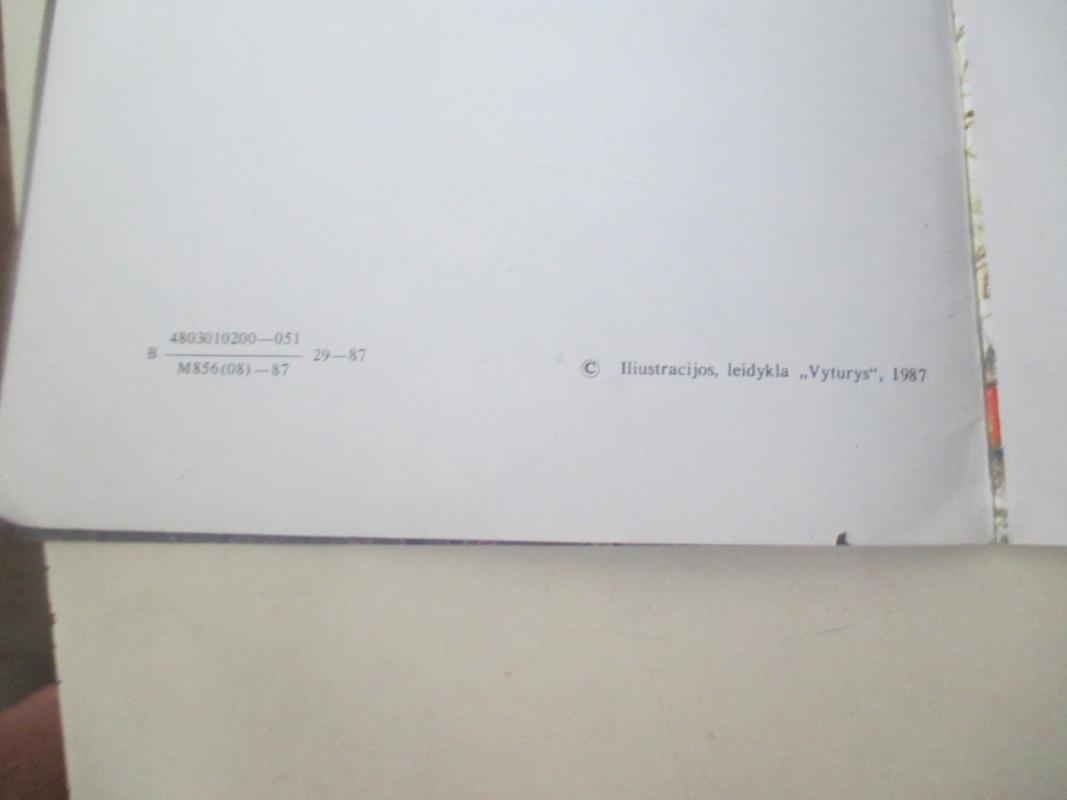 4803010200—051
B 29—87
M856(08)—87
© Iliustracijos, leidykla „Vyturys“, 1987